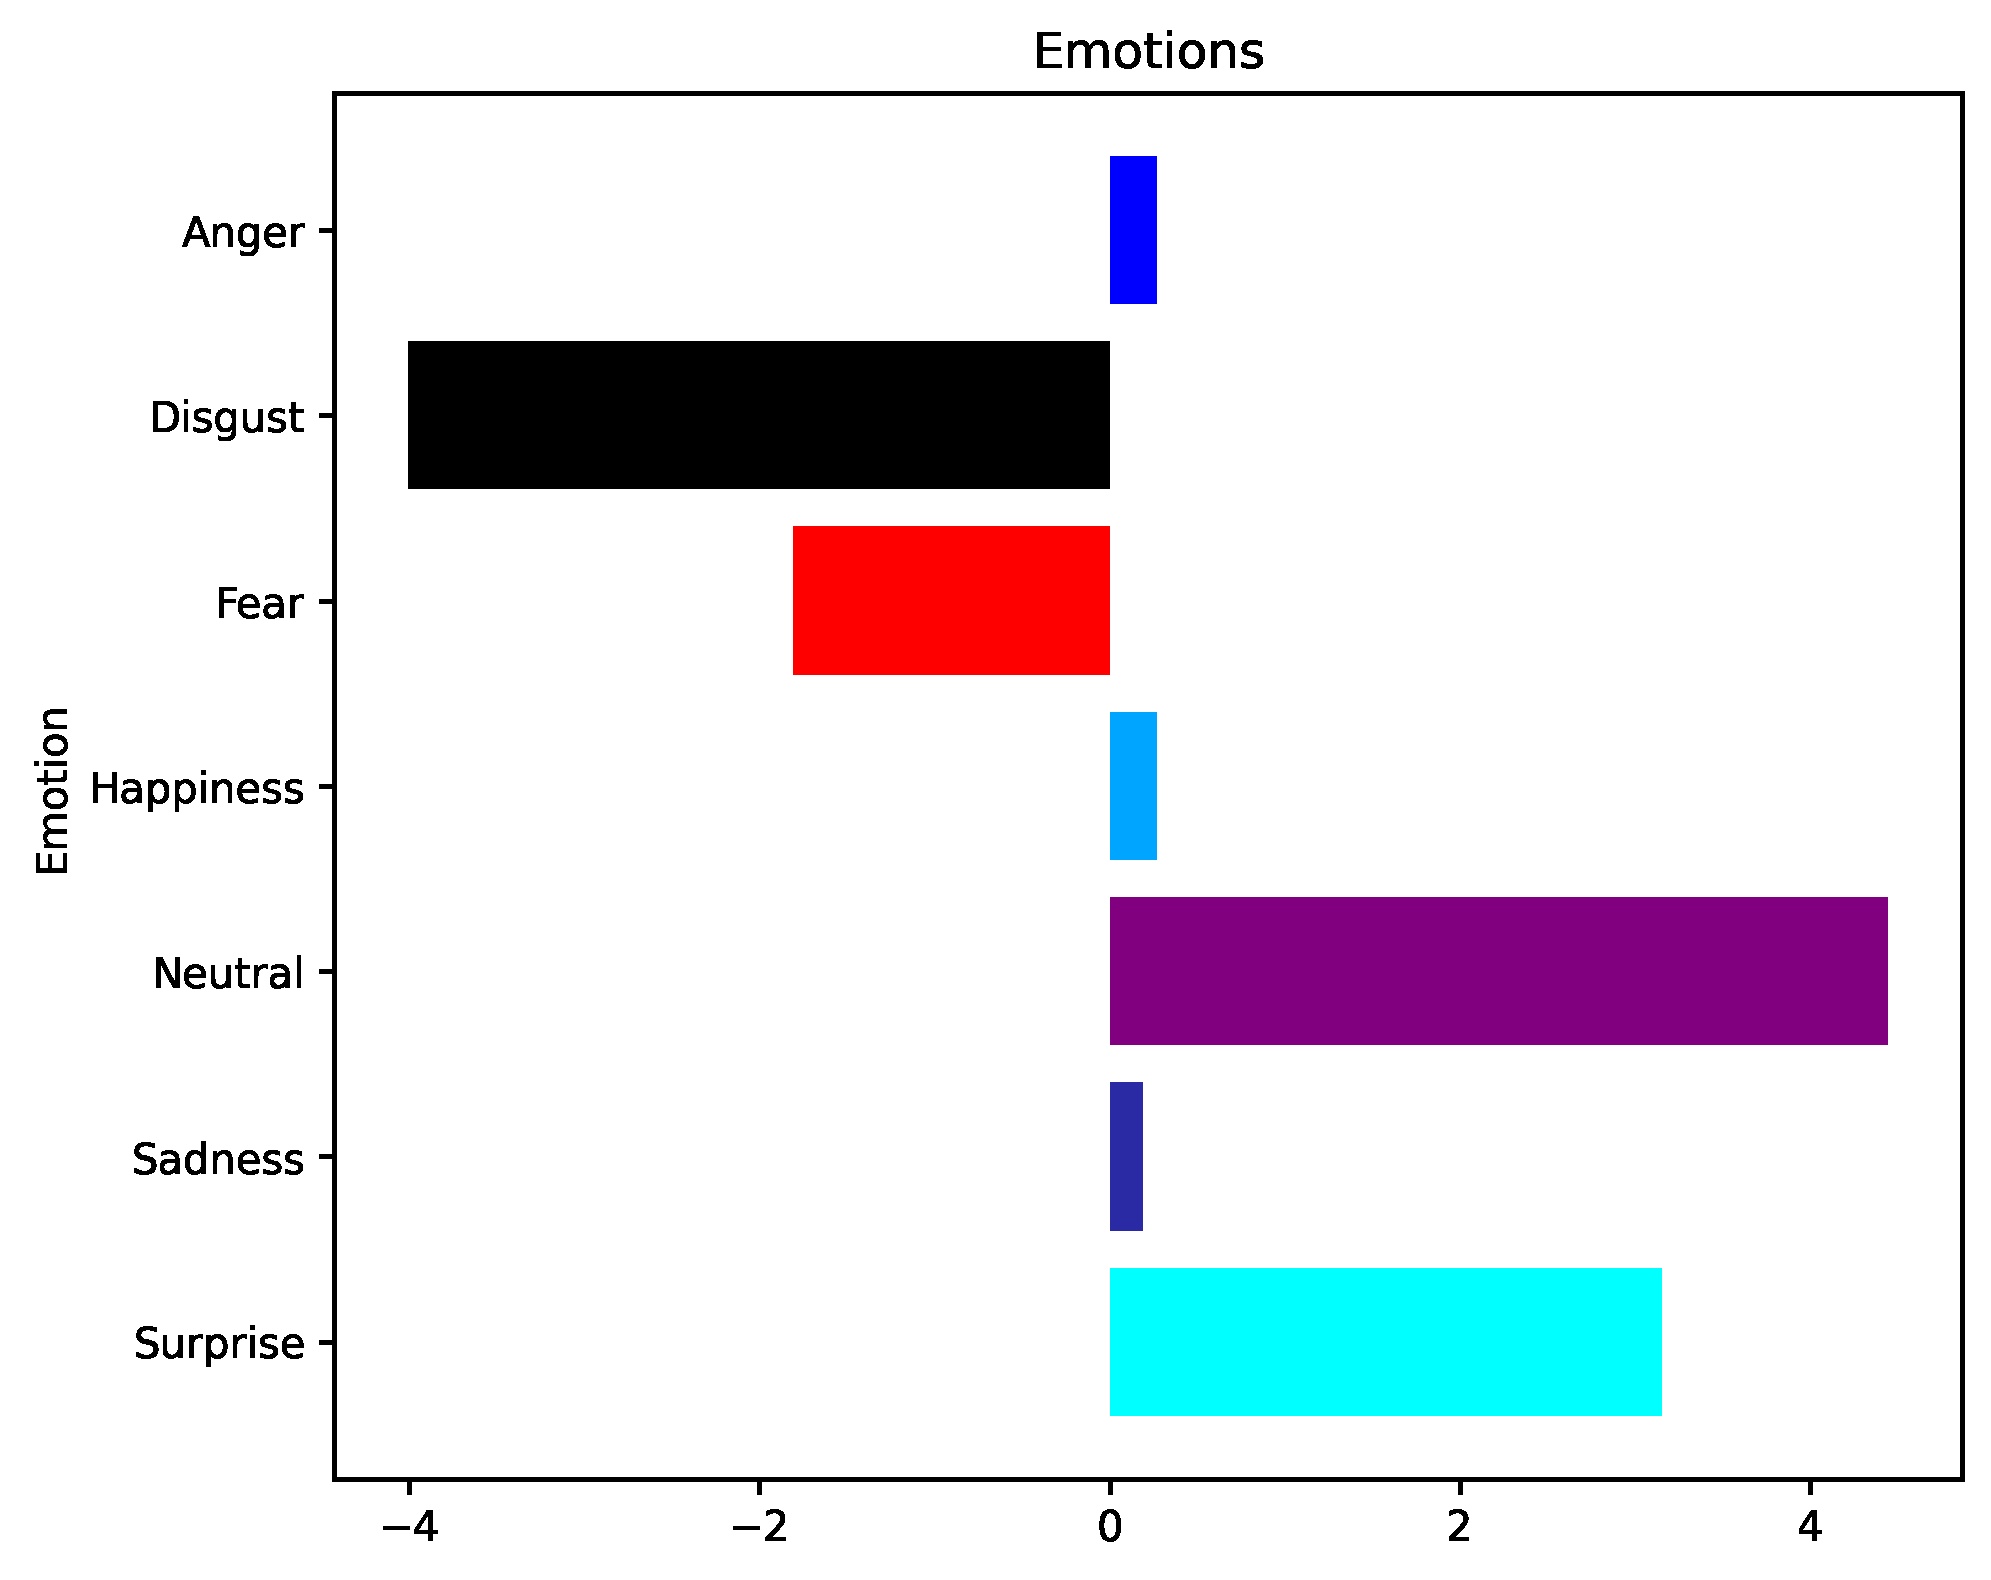 Emotions
Anger
Disgust
Fear
Happiness
Neutral
Sadness
Surprise
Emotion
−4
−2
0
2
4